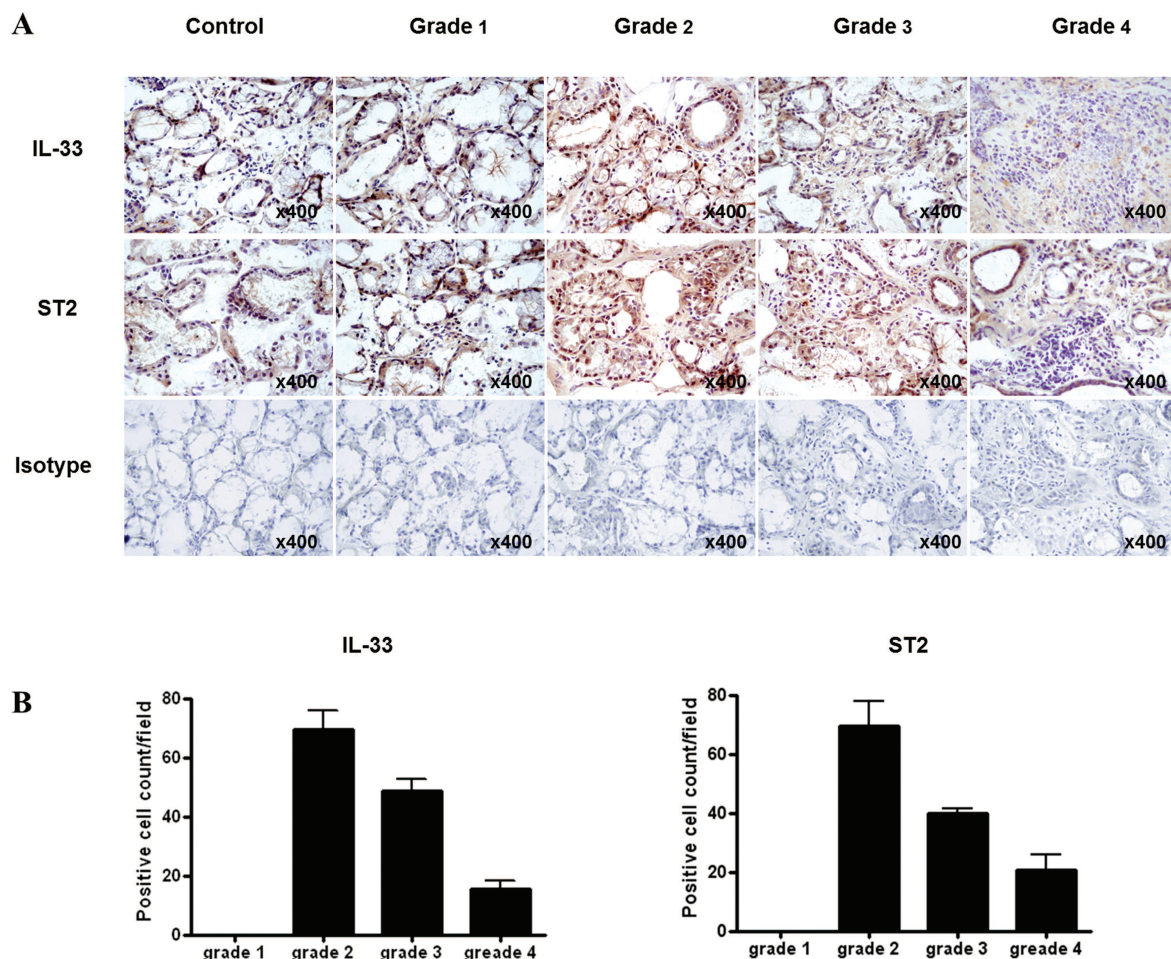 A
Control Grade 1 Grade 2 Grade 3 Grade 4
IL-33
x400 x400 x400 x400 x400
ST2
x400 x400 x400 x400 x400
Isotype
x400 x400 x400 x400 x400
B
IL-33
Positive cell count/field
80
60
40
20
0
grade 1 grade 2 grade 3 greade 4
ST2
Positive cell count/field
80
60
40
20
0
grade 1 grade 2 grade 3 greade 4